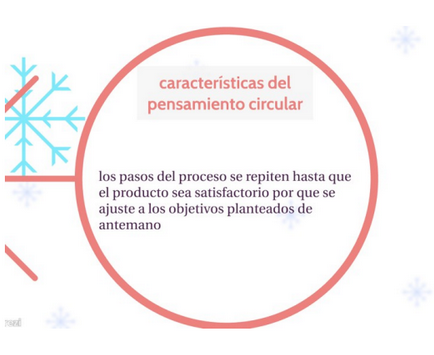 características del
pensamiento circular
los pasos del proceso se repiten hasta que
el producto sea satisfactorio por que se
ajuste a los objetivos planteados de
antemano